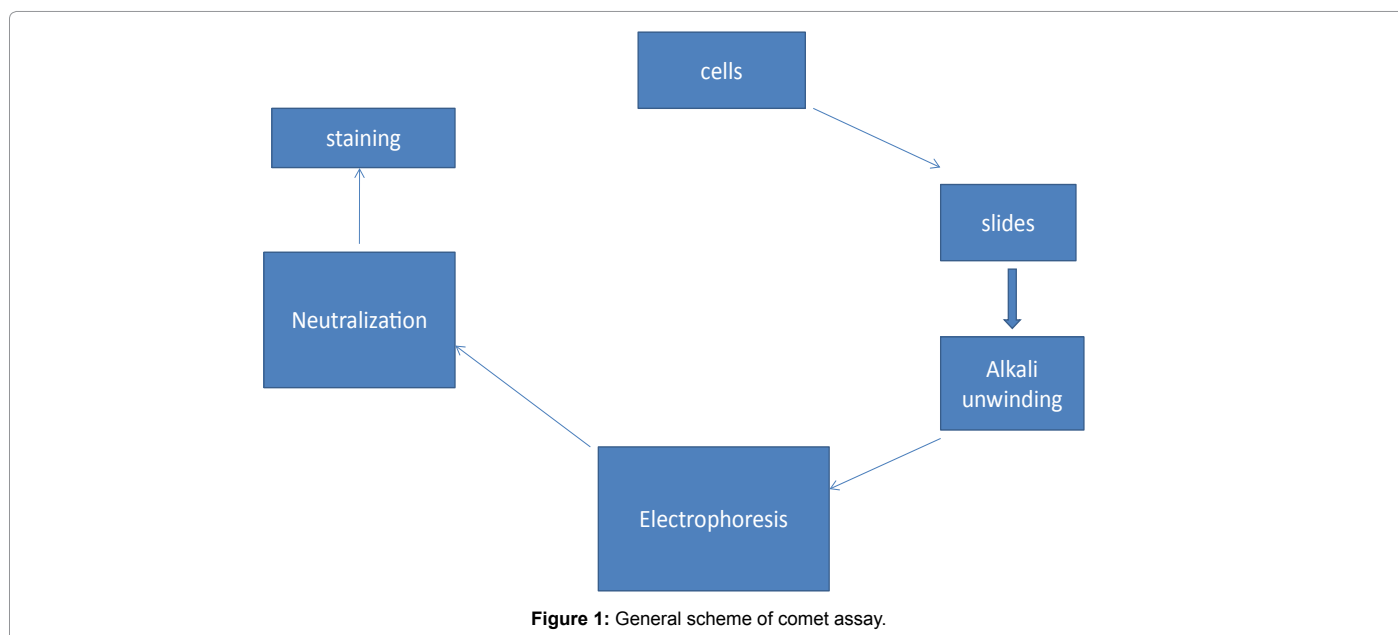 cells
slides
Alkali
unwinding
Electrophoresis
Neutralization
staining
Figure 1: General scheme of comet assay.